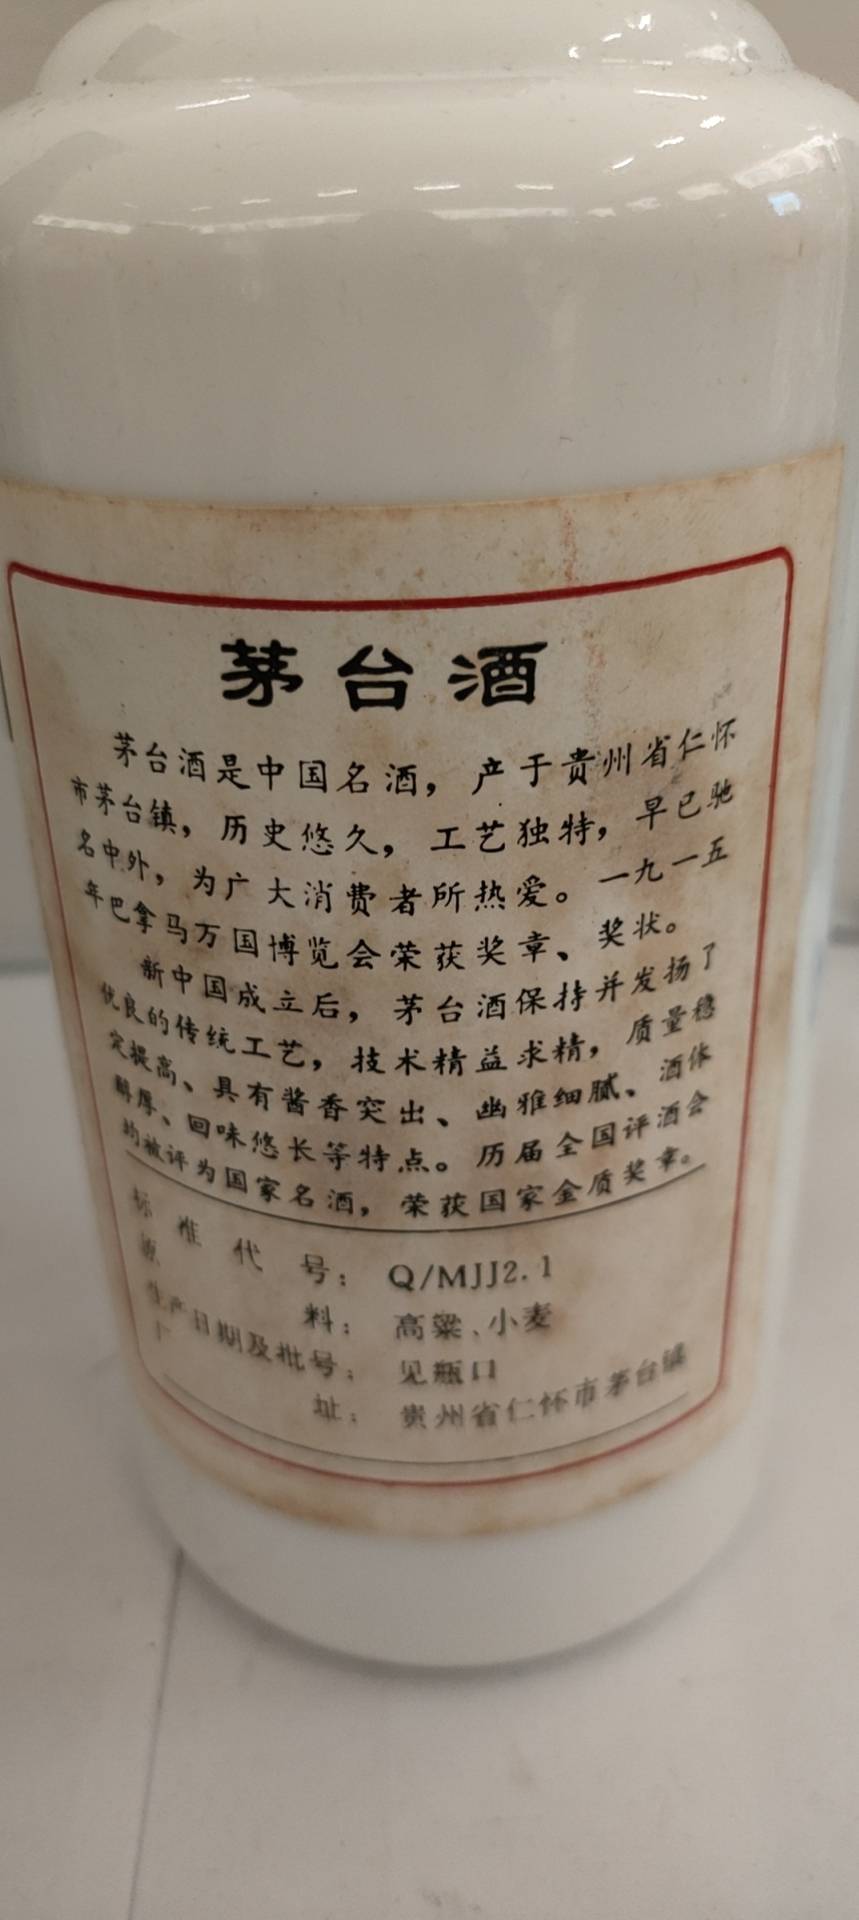 茅台酒
茅台酒是中国名酒，产于贵州省仁怀
市茅台镇，历史悠久，工艺独特，早已驰
名中外，为广大消费者所热爱。一九一五
年巴拿马万国博览会荣获奖章、奖状。
新中国成立后，茅台酒保持并发扬了
优良的传统工艺，技术精益求精，质量稳
定提高、具有酱香突出、幽雅细腻、酒体
醇厚、回味悠长等特点。历届全国评酒会
均被评为国家名酒，荣获国家金质奖章。
标准代号：Q/MJJ2.1
原料：高粱、小麦
生产日期及批号：见瓶口
厂址：贵州省仁怀市茅台镇